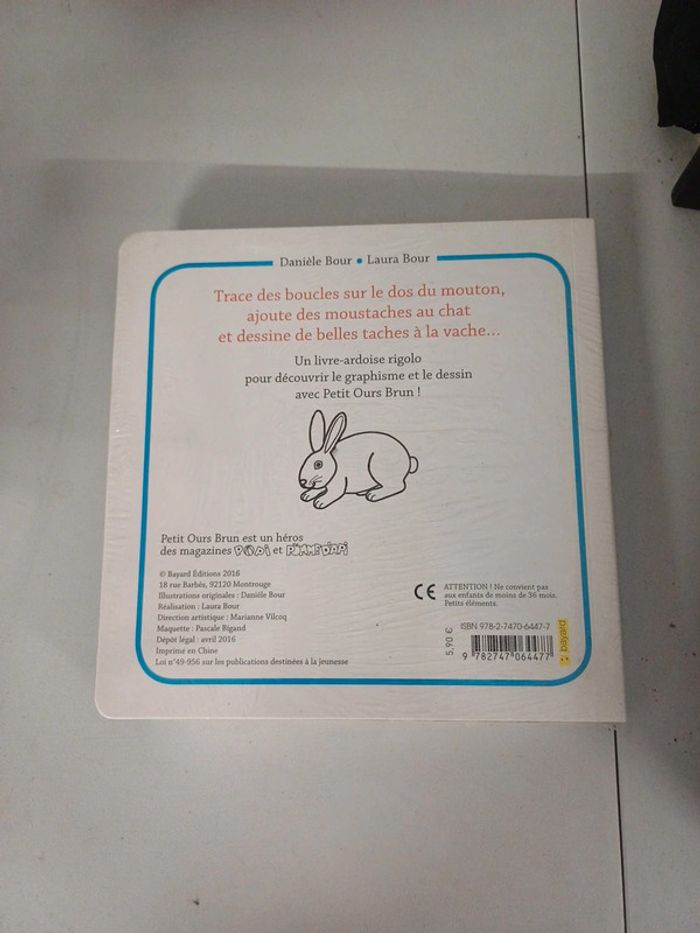 Danièle Bour • Laura Bour
Trace des boucles sur le dos du mouton,
ajoute des moustaches au chat
et dessine de belles taches à la vache...
Un livre-ardoise rigolo
pour découvrir le graphisme et le dessin
avec Petit Ours Brun !
Petit Ours Brun est un héros
des magazines POPi et POMME D'API
© Bayard Éditions 2016
18 rue Barbès, 92120 Montrouge
Illustrations originales : Danièle Bour
Réalisation : Laura Bour
Direction artistique : Marianne Vilcoq
Maquette : Pascale Bigand
Dépôt légal : avril 2016
Imprimé en Chine
Loi n°49-956 sur les publications destinées à la jeunesse
CE
ATTENTION ! Ne convient pas
aux enfants de moins de 36 mois.
Petits éléments.
5,90 €
ISBN 978-2-7470-6447-7
9 782747 064477
bayard